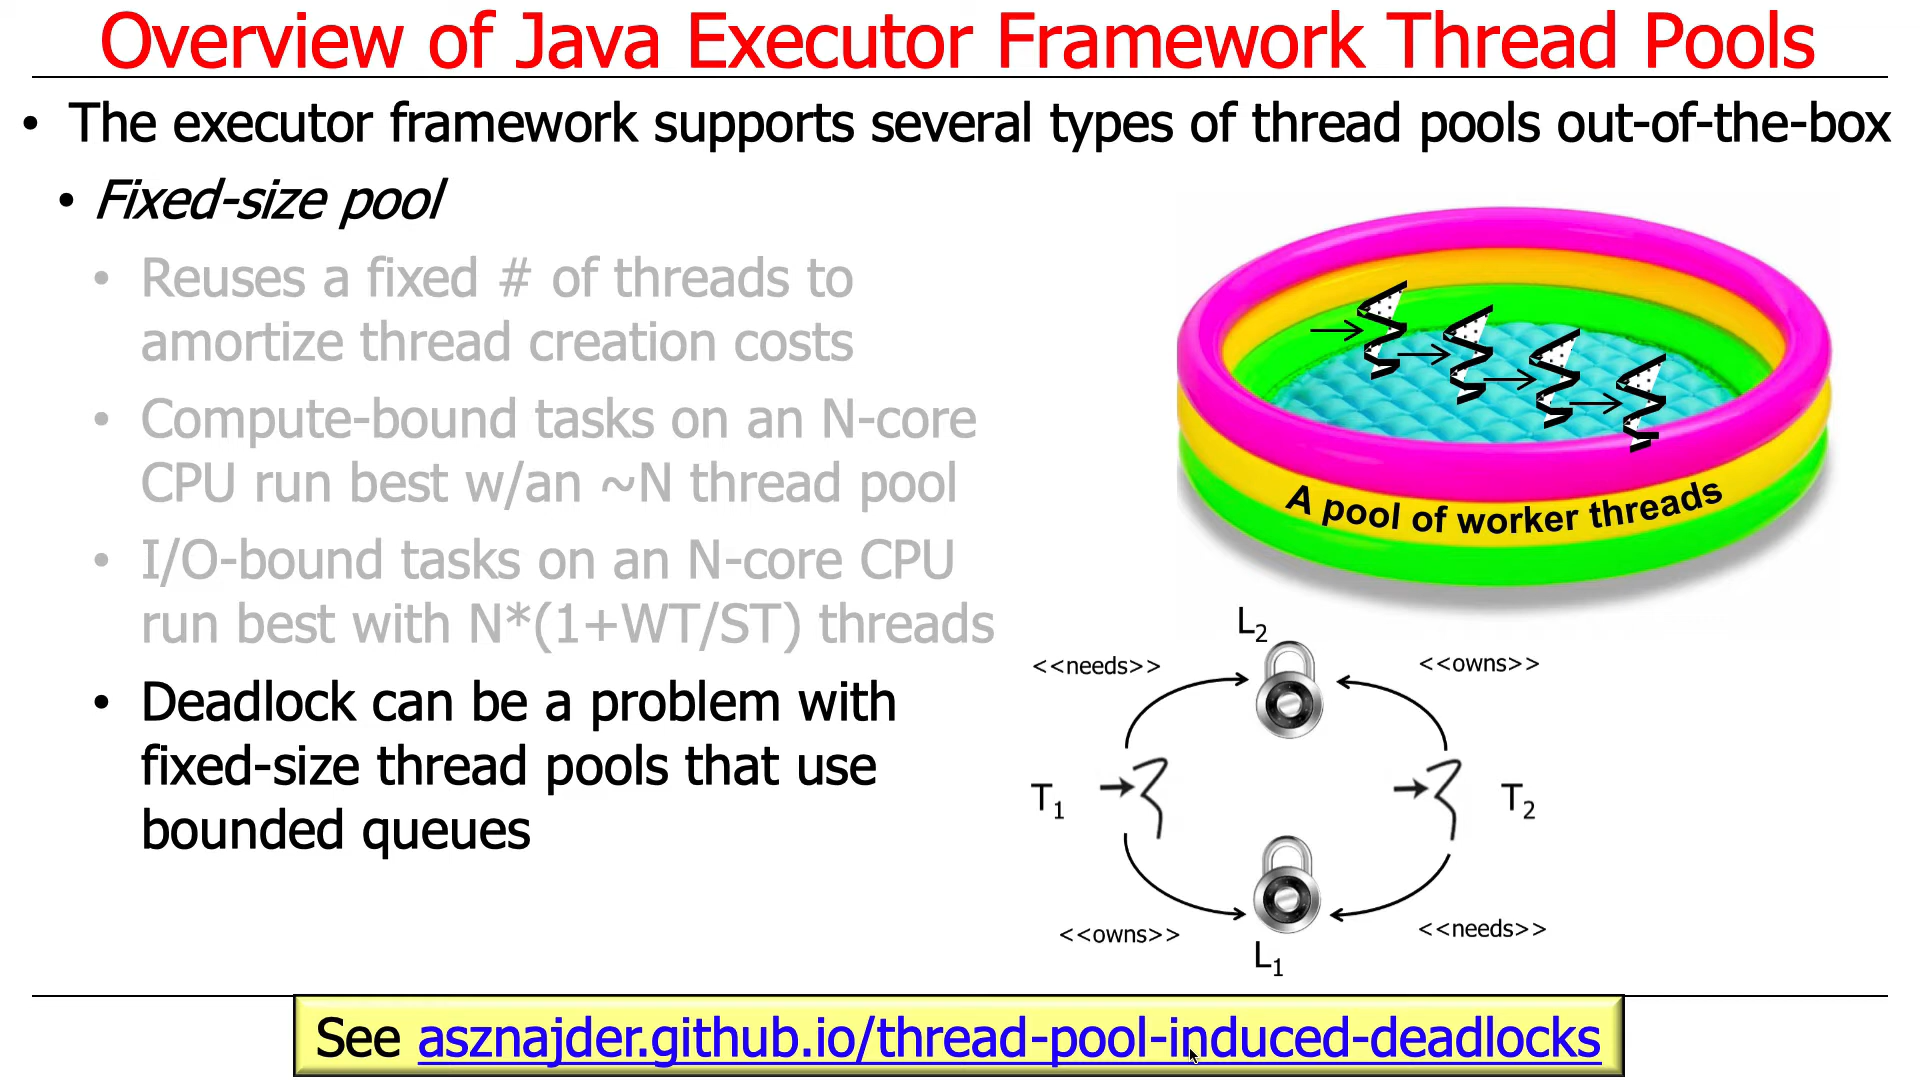 Overview of Java Executor Framework Thread Pools
• The executor framework supports several types of thread pools out-of-the-box
• Fixed-size pool
• Reuses a fixed # of threads to
amortize thread creation costs
• Compute-bound tasks on an N-core
CPU run best w/an ~N thread pool
• I/O-bound tasks on an N-core CPU
run best with N*(1+WT/ST) threads
• Deadlock can be a problem with
fixed-size thread pools that use
bounded queues
A pool of worker threads
L2
<<needs>>
<<owns>>
T1
T2
<<owns>>
<<needs>>
L1
See asznajder.github.io/thread-pool-induced-deadlocks